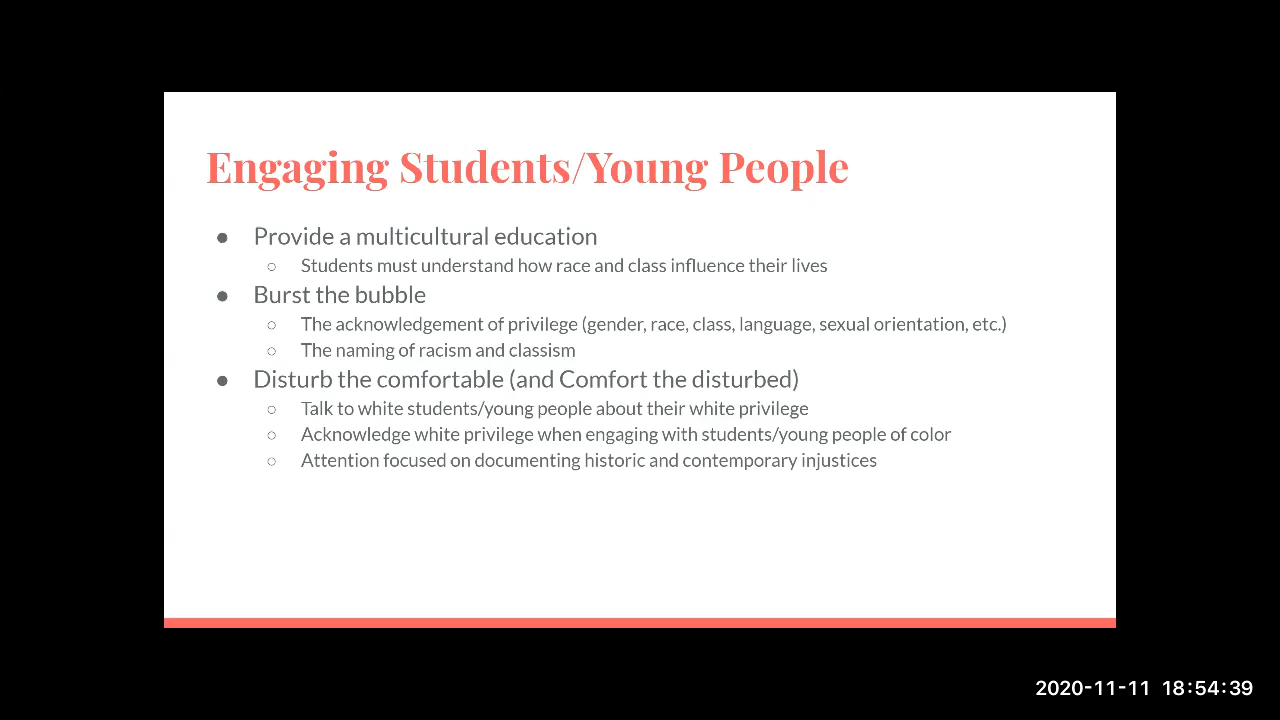 Engaging Students/Young People
● Provide a multicultural education
○ Students must understand how race and class influence their lives
● Burst the bubble
○ The acknowledgement of privilege (gender, race, class, language, sexual orientation, etc.)
○ The naming of racism and classism
● Disturb the comfortable (and Comfort the disturbed)
○ Talk to white students/young people about their white privilege
○ Acknowledge white privilege when engaging with students/young people of color
○ Attention focused on documenting historic and contemporary injustices
2020-11-11 18:54:39